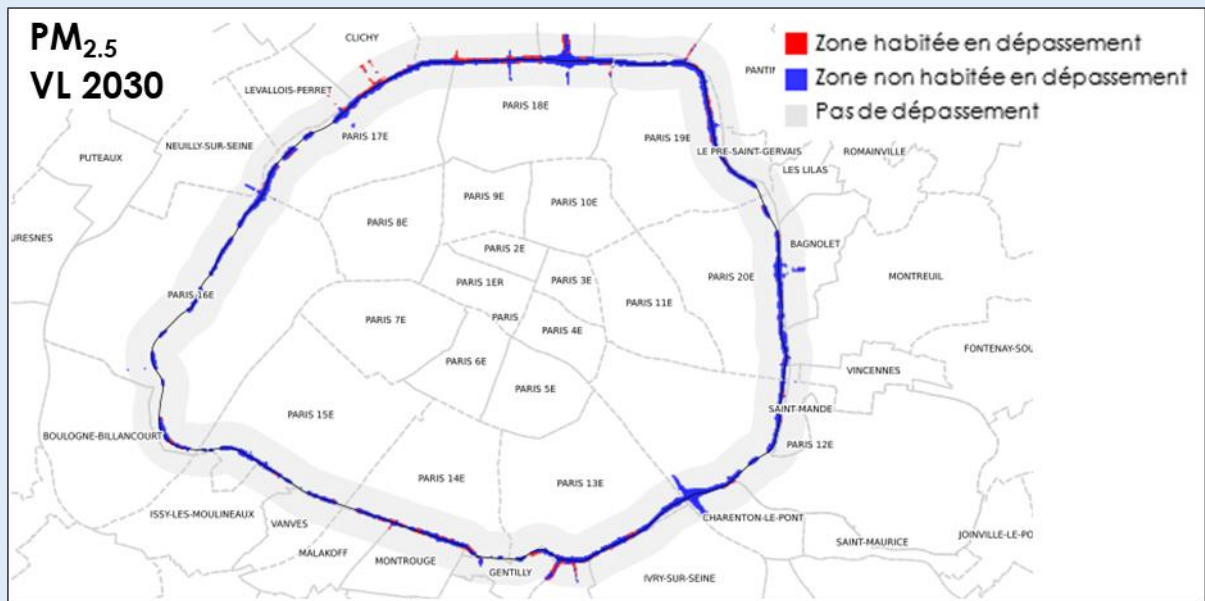 PM2.5
VL 2030
Zone habitée en dépassement
Zone non habitée en dépassement
Pas de dépassement
CLICHY
LEVALLOIS-PERRET
NEUILLY-SUR-SEINE
PUTEAUX
URESNES
PANTIN
PARIS 18E
PARIS 17E
PARIS 19E
LE PRE-SAINT-GERVAIS
ROMAINVILLE
LES LILAS
PARIS 9E
PARIS 10E
PARIS 8E
PARIS 2E
BAGNOLET
PARIS 1ER
PARIS 3E
PARIS 20E
MONTREUIL
PARIS 16E
PARIS 11E
PARIS 7E
PARIS
PARIS 4E
FONTENAY-SOU
PARIS 6E
VINCENNES
PARIS 5E
PARIS 15E
SAINT-MANDE
BOULOGNE-BILLANCOURT
PARIS 12E
PARIS 14E
PARIS 13E
ISSY-LES-MOULINEAUX
CHARENTON-LE-PONT
VANVES
SAINT-MAURICE
JOINVILLE-LE-PO
MALAKOFF
MONTROUGE
GENTILLY
IVRY-SUR-SEINE